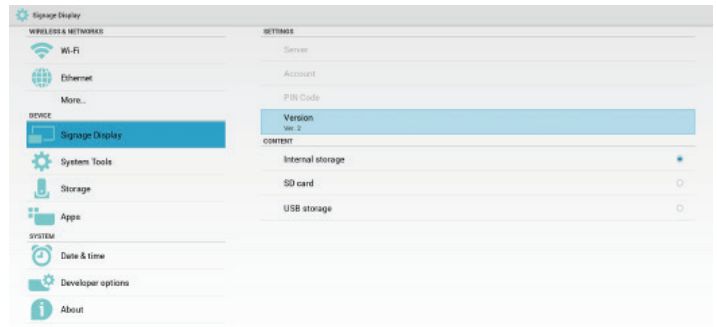 Signage Display
WIRELESS & NETWORKS
Wi-Fi
Ethernet
More...
DEVICE
Signage Display
System Tools
Storage
Apps
SYSTEM
Date & time
Developer options
About
SETTINGS
Server
Account
PIN Code
Version
Ver. 2
CONTENT
Internal storage
SD card
USB storage